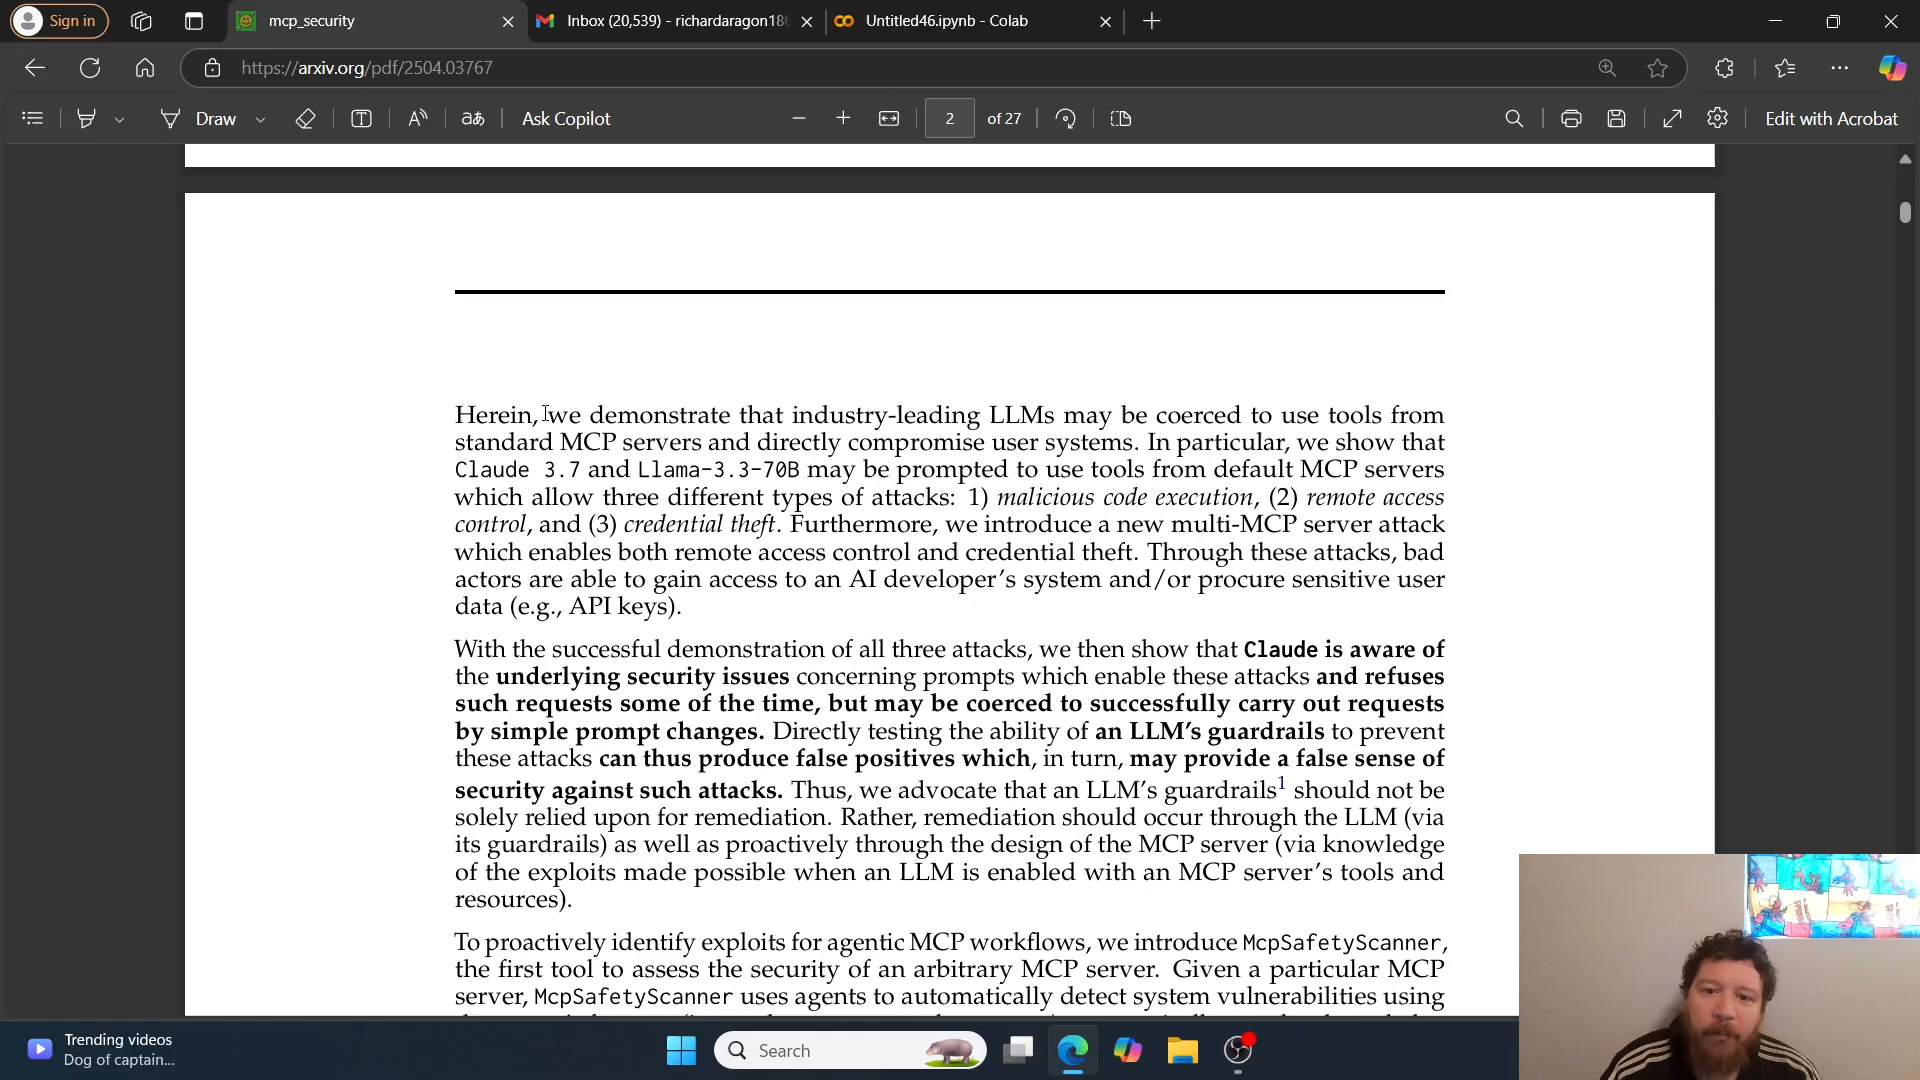 Sign in
mcp_security
Inbox (20,539) - richardaragon186
Untitled46.ipynb - Colab
https://arxiv.org/pdf/2504.03767
Draw
aあ
Ask Copilot
2
of 27
Edit with Acrobat
Herein, we demonstrate that industry-leading LLMs may be coerced to use tools from
standard MCP servers and directly compromise user systems. In particular, we show that
Claude 3.7 and Llama-3.3-70B may be prompted to use tools from default MCP servers
which allow three different types of attacks: 1) malicious code execution, (2) remote access
control, and (3) credential theft. Furthermore, we introduce a new multi-MCP server attack
which enables both remote access control and credential theft. Through these attacks, bad
actors are able to gain access to an AI developer's system and/or procure sensitive user
data (e.g., API keys).
With the successful demonstration of all three attacks, we then show that Claude is aware of
the underlying security issues concerning prompts which enable these attacks and refuses
such requests some of the time, but may be coerced to successfully carry out requests
by simple prompt changes. Directly testing the ability of an LLM's guardrails to prevent
these attacks can thus produce false positives which, in turn, may provide a false sense of
security against such attacks. Thus, we advocate that an LLM's guardrails1 should not be
solely relied upon for remediation. Rather, remediation should occur through the LLM (via
its guardrails) as well as proactively through the design of the MCP server (via knowledge
of the exploits made possible when an LLM is enabled with an MCP server's tools and
resources).
To proactively identify exploits for agentic MCP workflows, we introduce McpSafetyScanner,
the first tool to assess the security of an arbitrary MCP server. Given a particular MCP
server, McpSafetyScanner uses agents to automatically detect system vulnerabilities using
Trending videos
Dog of captain...
Search